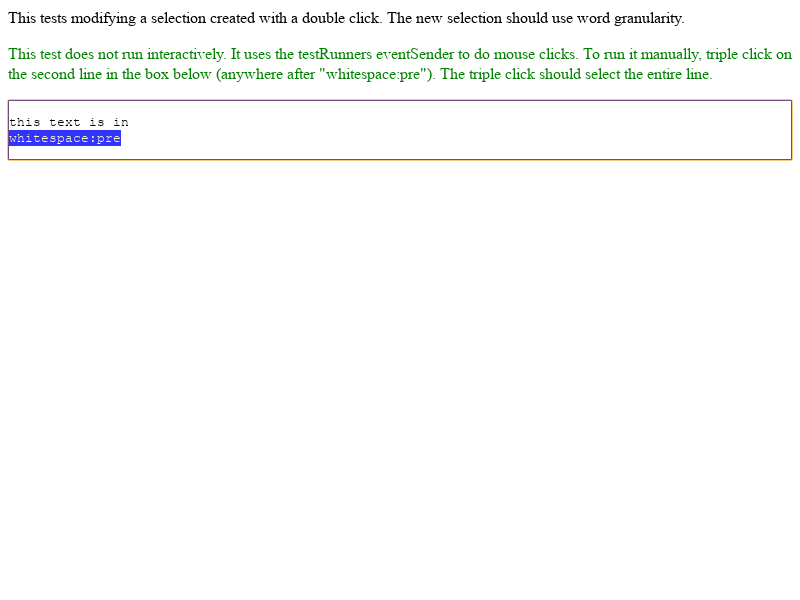 This tests modifying a selection created with a double click. The new selection should use word granularity.
This test does not run interactively. It uses the testRunners eventSender to do mouse clicks. To run it manually, triple click on
the second line in the box below (anywhere after "whitespace:pre"). The triple click should select the entire line.
this text is in
whitespace:pre